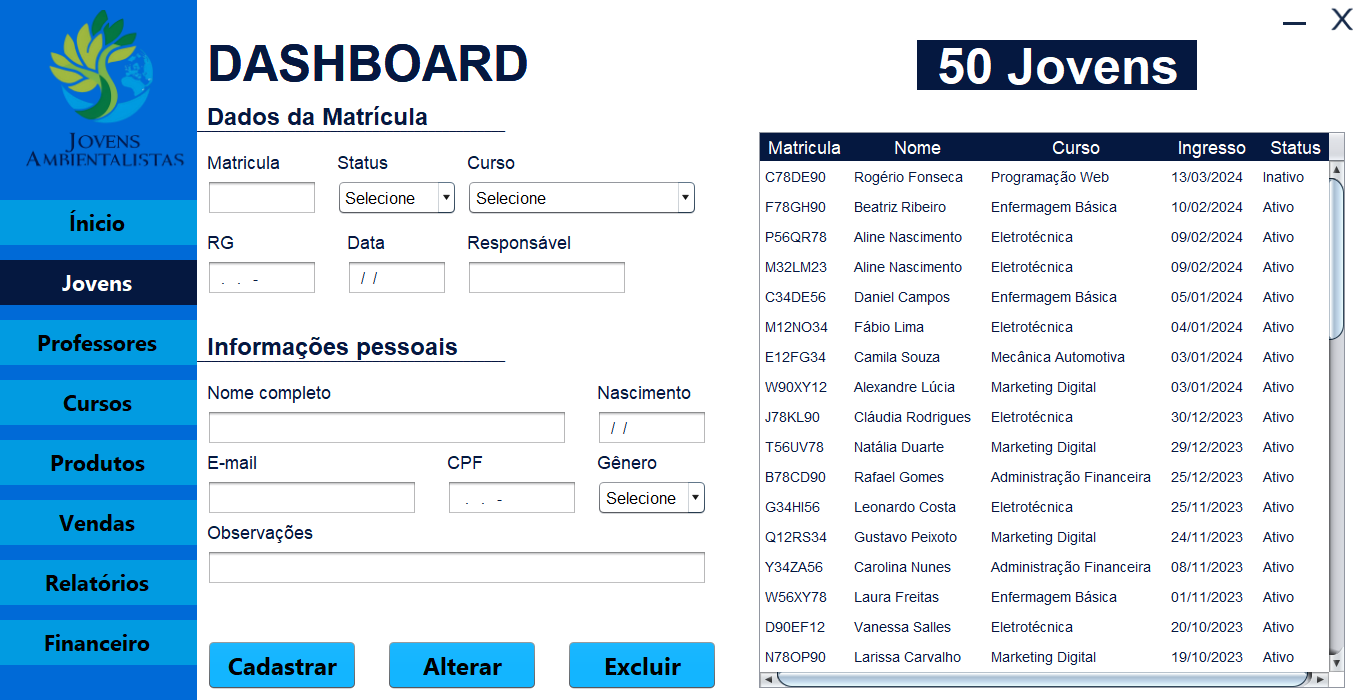 JOVENS
AMBIENTALISTAS
Ínicio
Jovens
Professores
Cursos
Produtos
Vendas
Relatórios
Financeiro
DASHBOARD
Dados da Matrícula
Matricula Status Curso
Selecione Selecione
RG Data Responsável
. . - / /
Informações pessoais
Nome completo Nascimento
/ /
E-mail CPF Gênero
. . - Selecione
Observações
Cadastrar Alterar Excluir
X
50 Jovens
Matricula Nome Curso Ingresso Status
C78DE90 Rogério Fonseca Programação Web 13/03/2024 Inativo
F78GH90 Beatriz Ribeiro Enfermagem Básica 10/02/2024 Ativo
P56QR78 Aline Nascimento Eletrotécnica 09/02/2024 Ativo
M32LM23 Aline Nascimento Eletrotécnica 09/02/2024 Ativo
C34DE56 Daniel Campos Enfermagem Básica 05/01/2024 Ativo
M12NO34 Fábio Lima Eletrotécnica 04/01/2024 Ativo
E12FG34 Camila Souza Mecânica Automotiva 03/01/2024 Ativo
W90XY12 Alexandre Lúcia Marketing Digital 03/01/2024 Ativo
J78KL90 Cláudia Rodrigues Eletrotécnica 30/12/2023 Ativo
T56UV78 Natália Duarte Marketing Digital 29/12/2023 Ativo
B78CD90 Rafael Gomes Administração Financeira 25/12/2023 Ativo
G34HI56 Leonardo Costa Eletrotécnica 25/11/2023 Ativo
Q12RS34 Gustavo Peixoto Marketing Digital 24/11/2023 Ativo
Y34ZA56 Carolina Nunes Administração Financeira 08/11/2023 Ativo
W56XY78 Laura Freitas Enfermagem Básica 01/11/2023 Ativo
D90EF12 Vanessa Salles Eletrotécnica 20/10/2023 Ativo
N78OP90 Larissa Carvalho Marketing Digital 19/10/2023 Ativo